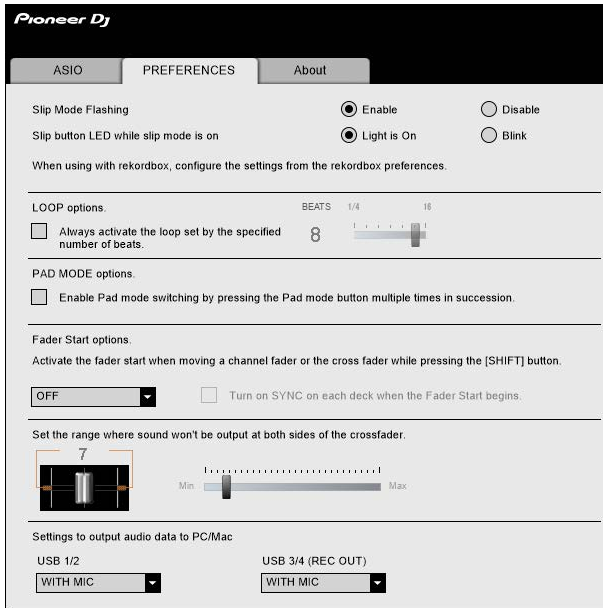 Pioneer Dj
ASIO
PREFERENCES
About
Slip Mode Flashing
Enable
Disable
Slip button LED while slip mode is on
Light is On
Blink
When using with rekordbox, configure the settings from the rekordbox preferences.
LOOP options.
BEATS
1/4
16
Always activate the loop set by the specified
number of beats.
8
PAD MODE options.
Enable Pad mode switching by pressing the Pad mode button multiple times in succession.
Fader Start options.
Activate the fader start when moving a channel fader or the cross fader while pressing the [SHIFT] button.
OFF
Turn on SYNC on each deck when the Fader Start begins.
Set the range where sound won't be output at both sides of the crossfader.
7
Min
Max
Settings to output audio data to PC/Mac
USB 1/2
USB 3/4 (REC OUT)
WITH MIC
WITH MIC